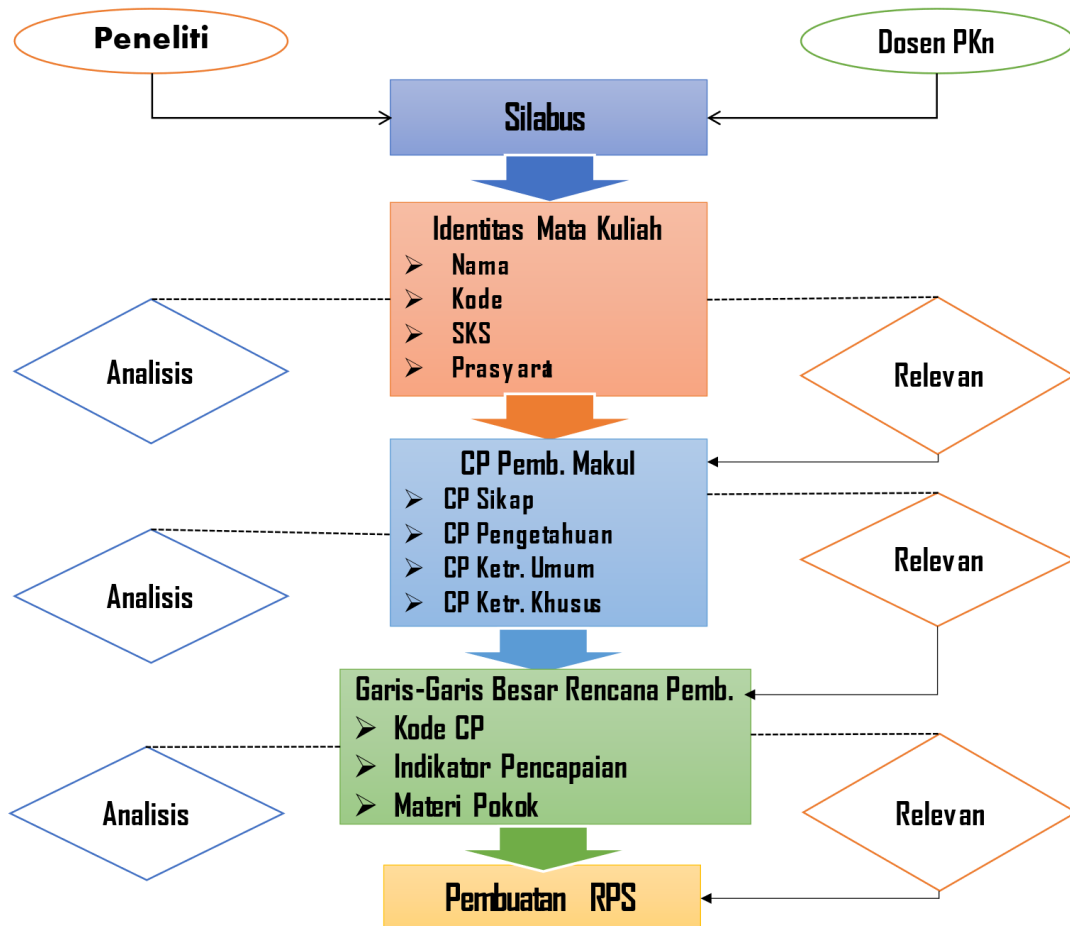 Peneliti
Dosen PKn
Silabus
Identitas Mata Kuliah
➢ Nama
➢ Kode
➢ SKS
➢ Prasyarat
Analisis
Relevan
CP Pemb. Makul
➢ CP Sikap
➢ CP Pengetahuan
➢ CP Ketr. Umum
➢ CP Ketr. Khusus
Analisis
Relevan
Garis-Garis Besar Rencana Pemb.
➢ Kode CP
➢ Indikator Pencapaian
➢ Materi Pokok
Analisis
Relevan
Pembuatan RPS